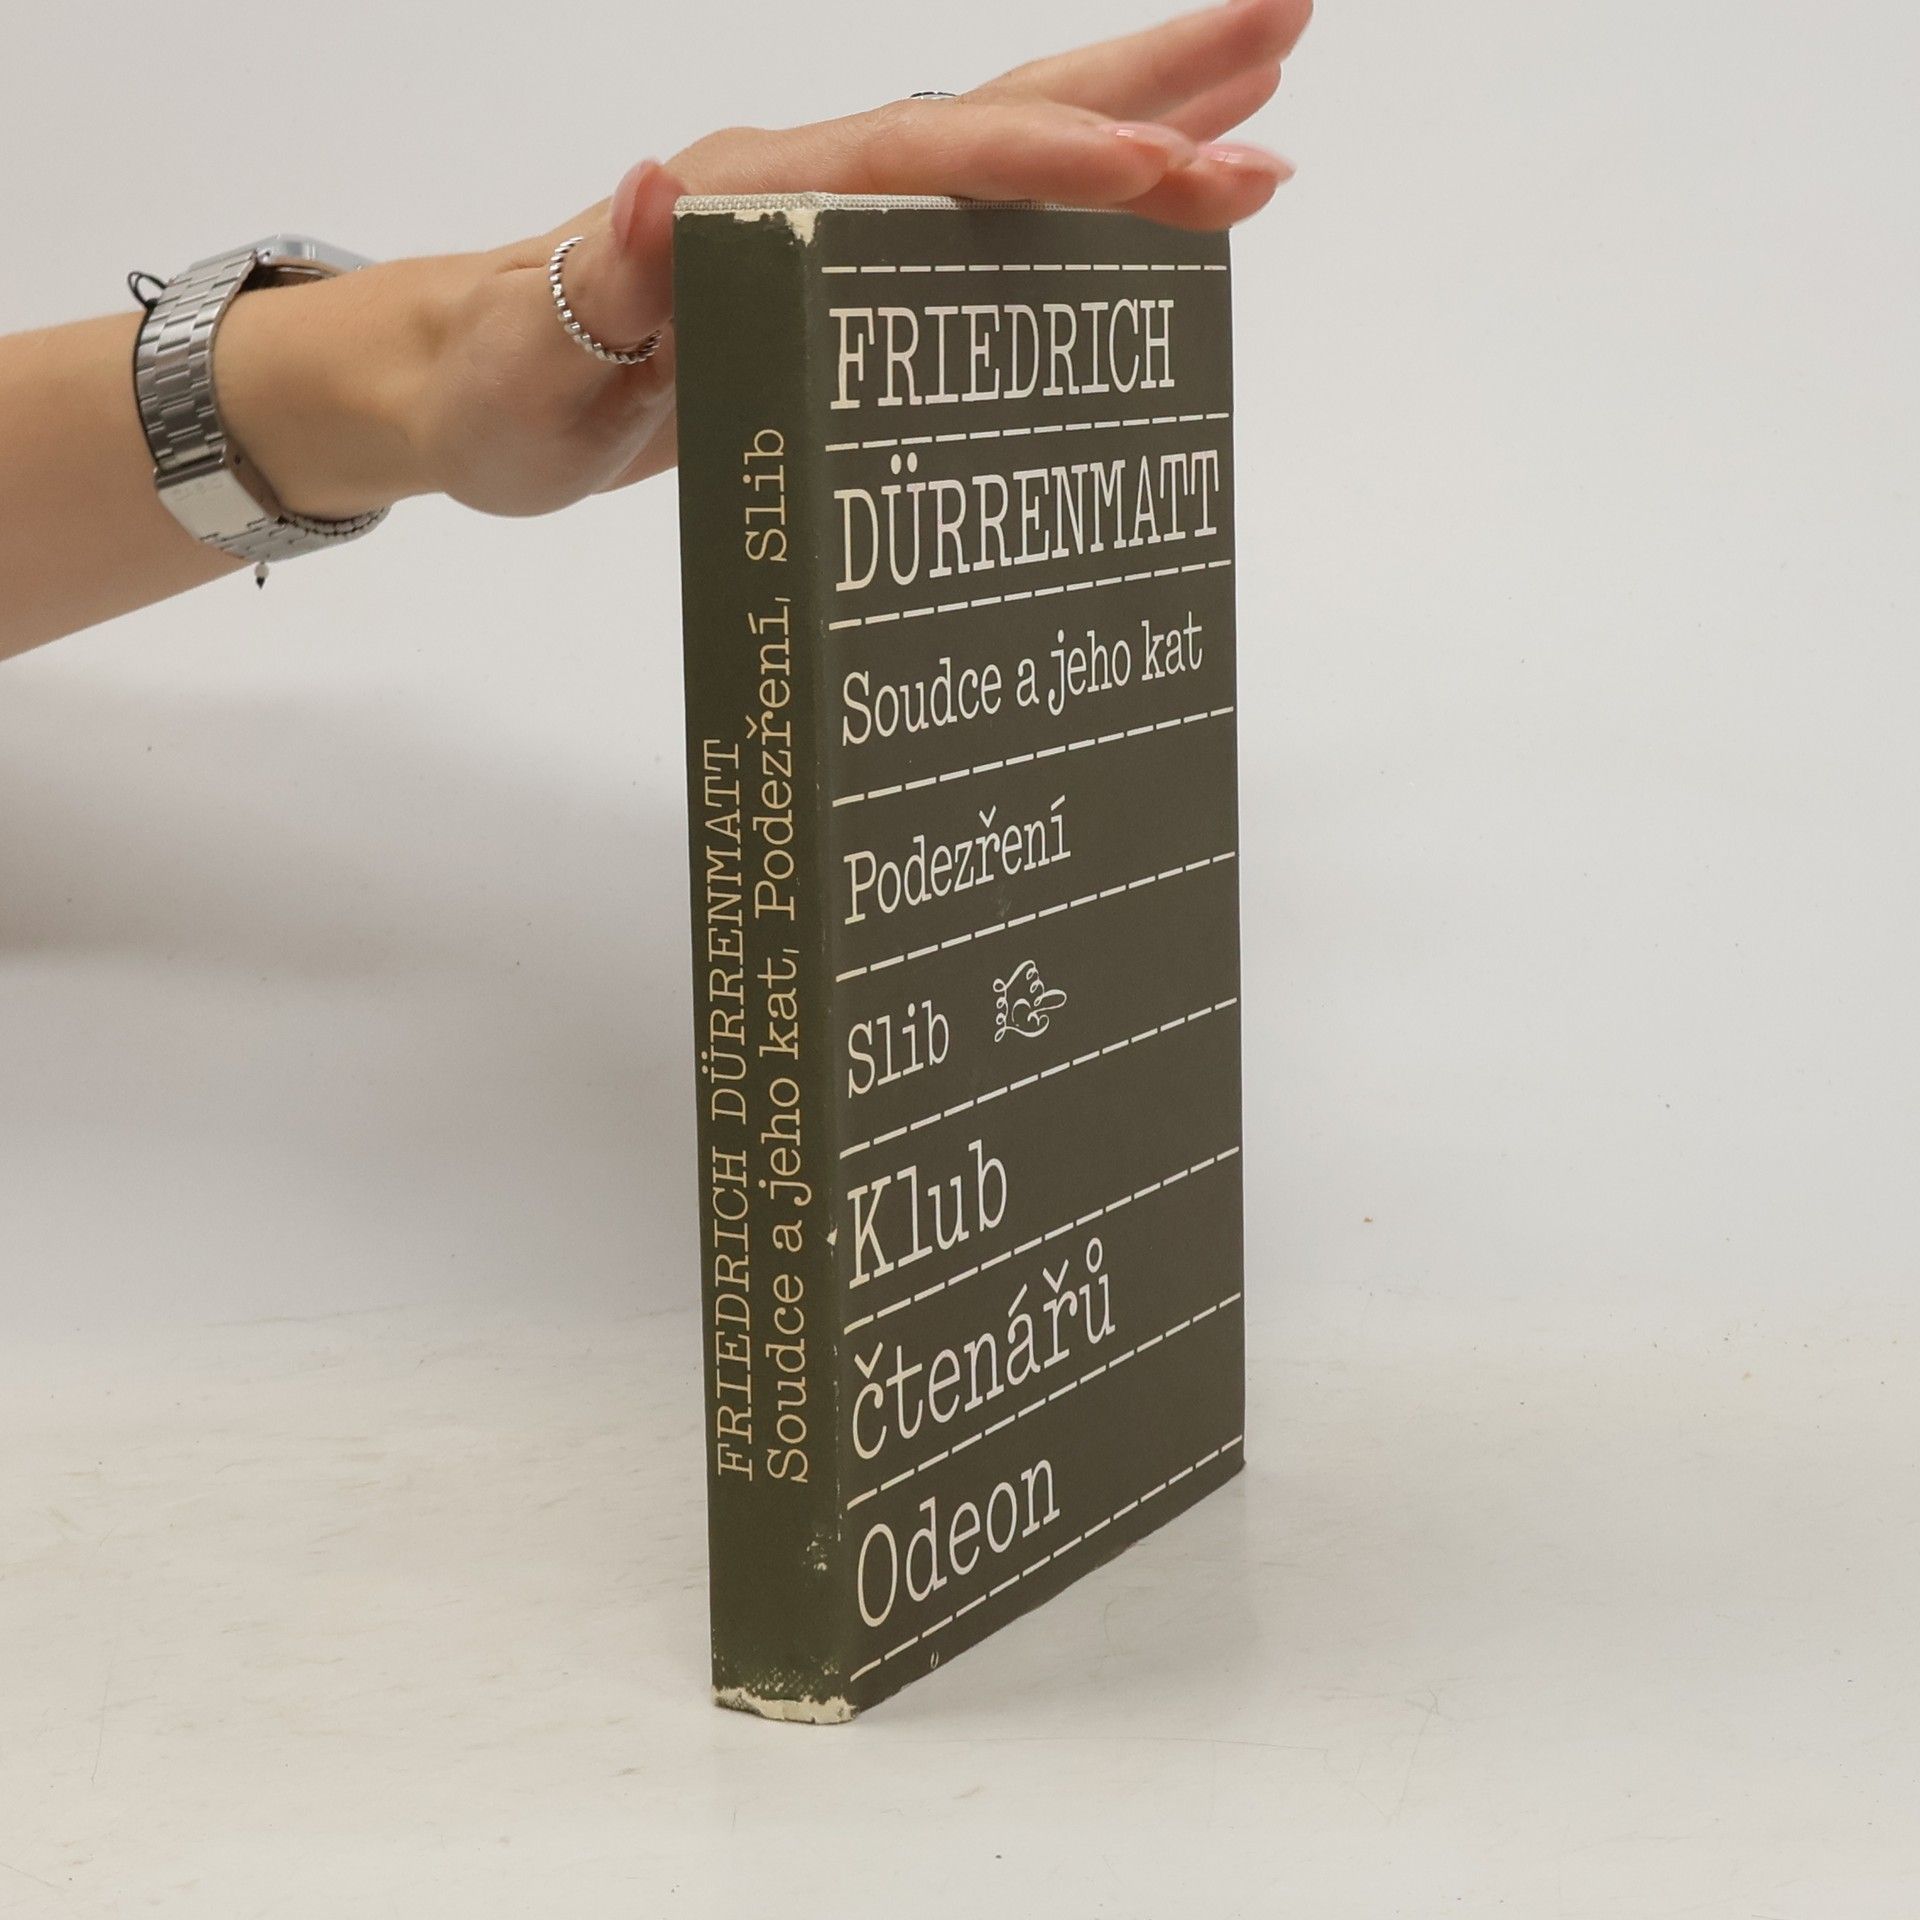 FRIEDRICH DÜRRENMATT
Soudce a jeho kat, Podezření, Slib
FRIEDRICH
DÜRRENMATT
Soudce a jeho kat
Podezření
Slib
Klub
čtenářů
Odeon